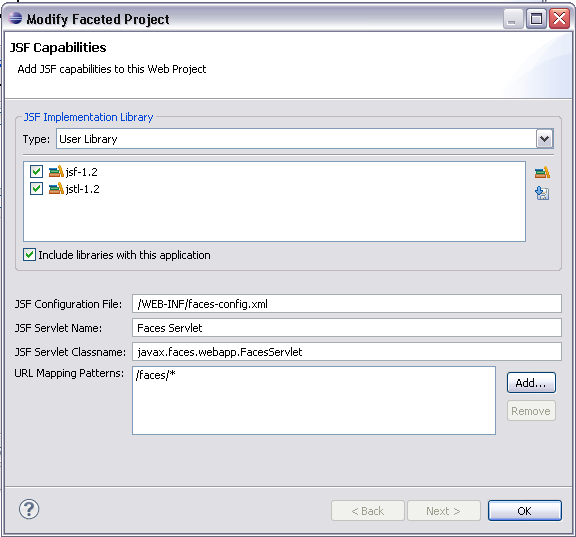 Modify Faceted Project
JSF Capabilities
Add JSF capabilities to this Web Project
JSF Implementation Library
Type: User Library
jsf-1.2
jstl-1.2
Include libraries with this application
JSF Configuration File: /WEB-INF/faces-config.xml
JSF Servlet Name: Faces Servlet
JSF Servlet Classname: javax.faces.webapp.FacesServlet
URL Mapping Patterns: /faces/*
Add...
Remove
? < Back Next > OK